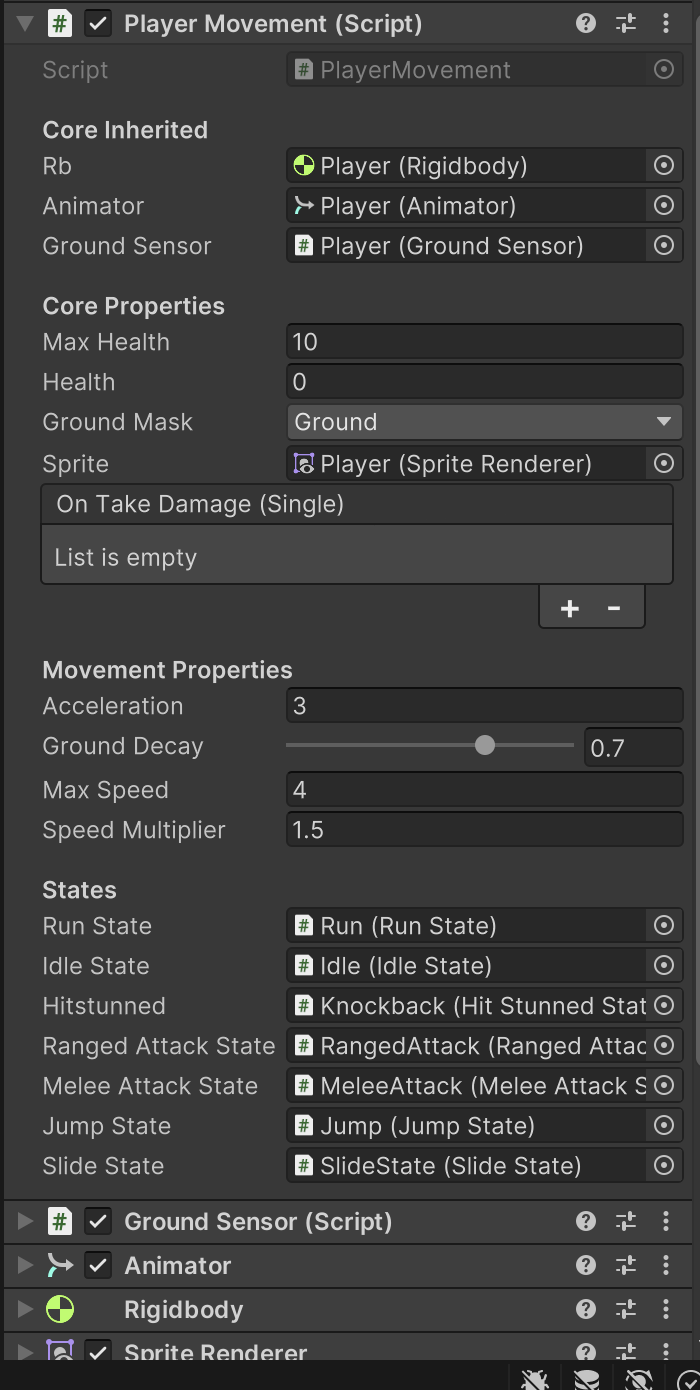 Player Movement (Script)
Script PlayerMovement
Core Inherited
Rb Player (Rigidbody)
Animator Player (Animator)
Ground Sensor Player (Ground Sensor)
Core Properties
Max Health 10
Health 0
Ground Mask Ground
Sprite Player (Sprite Renderer)
On Take Damage (Single)
List is empty
+ -
Movement Properties
Acceleration 3
Ground Decay 0.7
Max Speed 4
Speed Multiplier 1.5
States
Run State Run (Run State)
Idle State Idle (Idle State)
Hitstunned Knockback (Hit Stunned Stat
Ranged Attack State RangedAttack (Ranged Attac
Melee Attack State MeleeAttack (Melee Attack S
Jump State Jump (Jump State)
Slide State SlideState (Slide State)
Ground Sensor (Script)
Animator
Rigidbody
Sprite Renderer